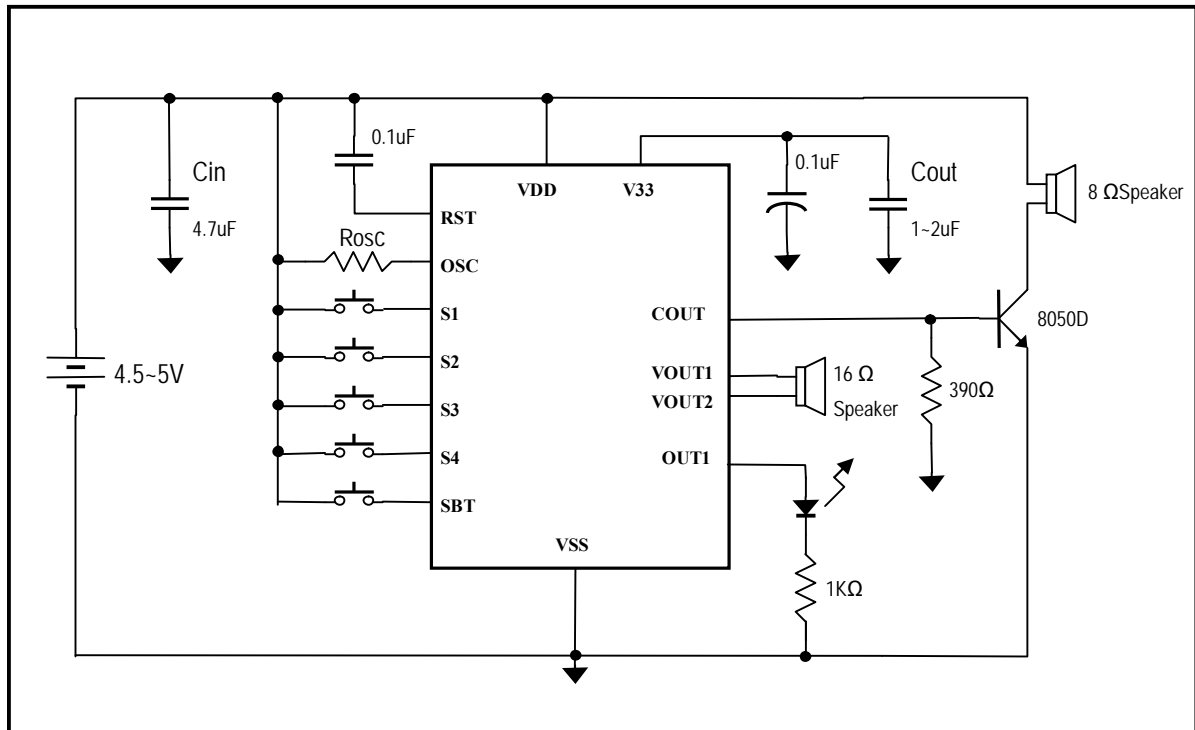 0.1uF
Cin
4.7uF
VDD
V33
0.1uF
Cout
1~2uF
8 ΩSpeaker
RST
Rosc
OSC
S1
COUT
8050D
S2
4.5~5V
VOUT1
16 Ω
VOUT2
Speaker
390Ω
S3
S4
OUT1
SBT
VSS
1KΩ